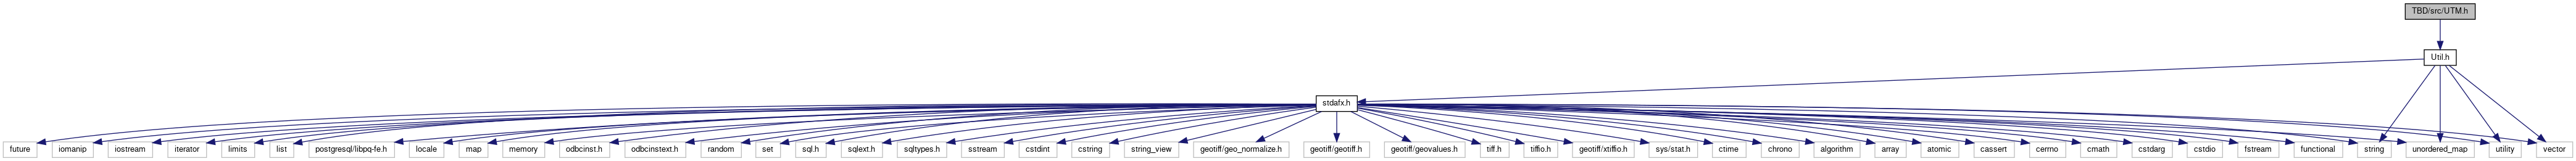 TBD/src/UTM.h
Util.h
stdafx.h
future
iomanip
iostream
iterator
limits
list
postgresql/libpq-fe.h
locale
map
memory
odbcinst.h
odbcinstext.h
random
set
sql.h
sqlext.h
sqltypes.h
sstream
cstdint
cstring
string_view
geotiff/geo_normalize.h
geotiff/geotiff.h
geotiff/geovalues.h
tiff.h
tiffio.h
geotiff/xtiffio.h
sys/stat.h
ctime
chrono
algorithm
array
atomic
cassert
cerrno
cmath
cstdarg
cstdio
fstream
functional
string
unordered_map
utility
vector